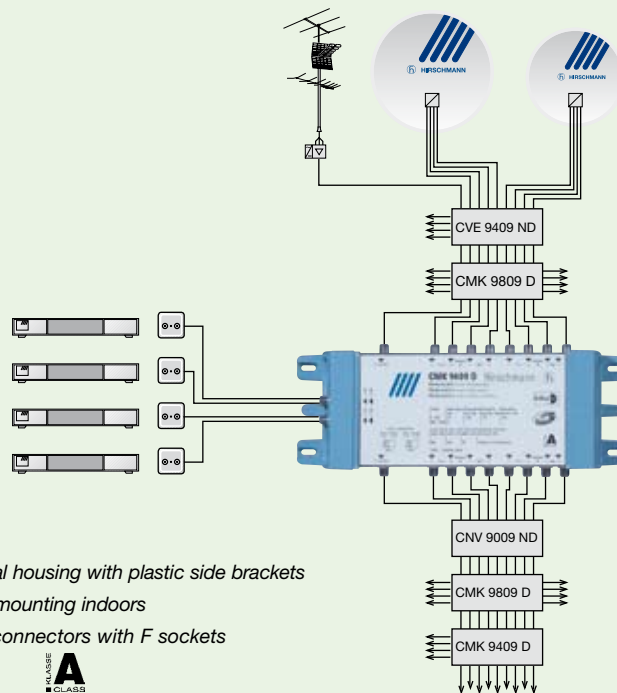 HIRSCHMANN
HIRSCHMANN
CVE 9409 ND
CMK 9809 D
CMK 9409 D Hirschmann
A
CNV 9009 ND
al housing with plastic side brackets
mounting indoors
CMK 9809 D
connectors with F sockets
CMK 9409 D
KLASSE A CLASS